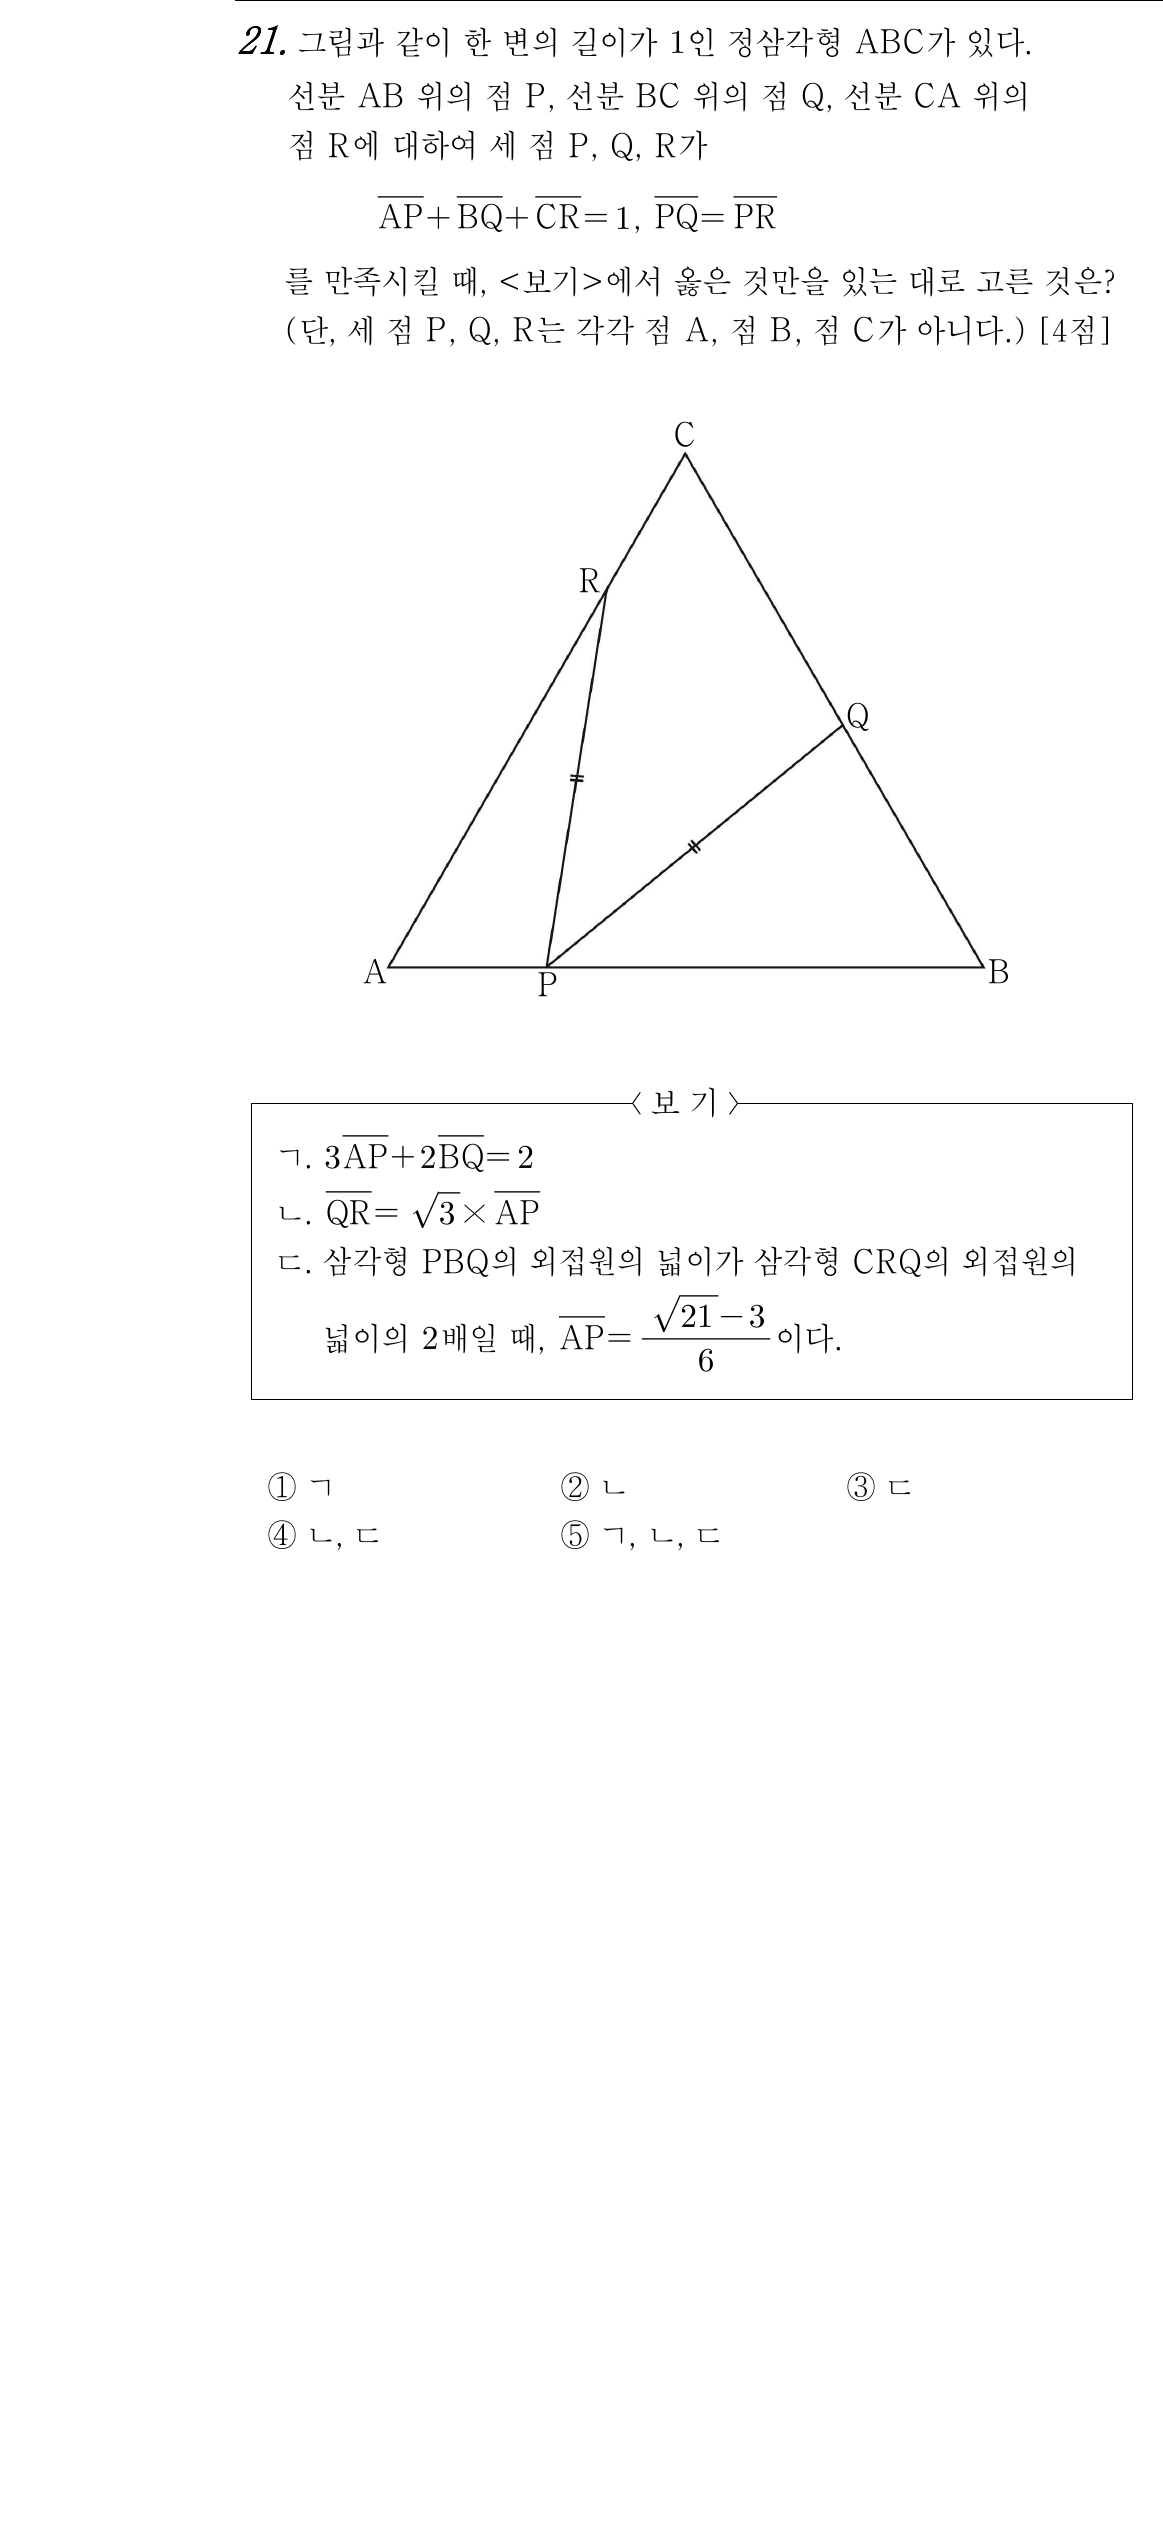 21. 그림과 같이 한 변의 길이가 1인 정삼각형 ABC가 있다.
선분 AB 위의 점 P, 선분 BC 위의 점 Q, 선분 CA 위의
점 R에 대하여 세 점 P, Q, R가
$\overline{AP}+\overline{BQ}+\overline{CR}=1$, $\overline{PQ}=\overline{PR}$
를 만족시킬 때, <보기>에서 옳은 것만을 있는 대로 고른 것은?
(단, 세 점 P, Q, R는 각각 점 A, 점 B, 점 C가 아니다.) [4점]
C
R
Q
A
B
P
〈 보 기 〉
ㄱ. $3\overline{AP}+2\overline{BQ}=2$
ㄴ. $\overline{QR}=\sqrt{3}\times\overline{AP}$
ㄷ. 삼각형 PBQ의 외접원의 넓이가 삼각형 CRQ의 외접원의
넓이의 2배일 때, $\overline{AP}=\frac{\sqrt{21}-3}{6}$이다.
① ㄱ ② ㄴ ③ ㄷ
④ ㄴ, ㄷ ⑤ ㄱ, ㄴ, ㄷ